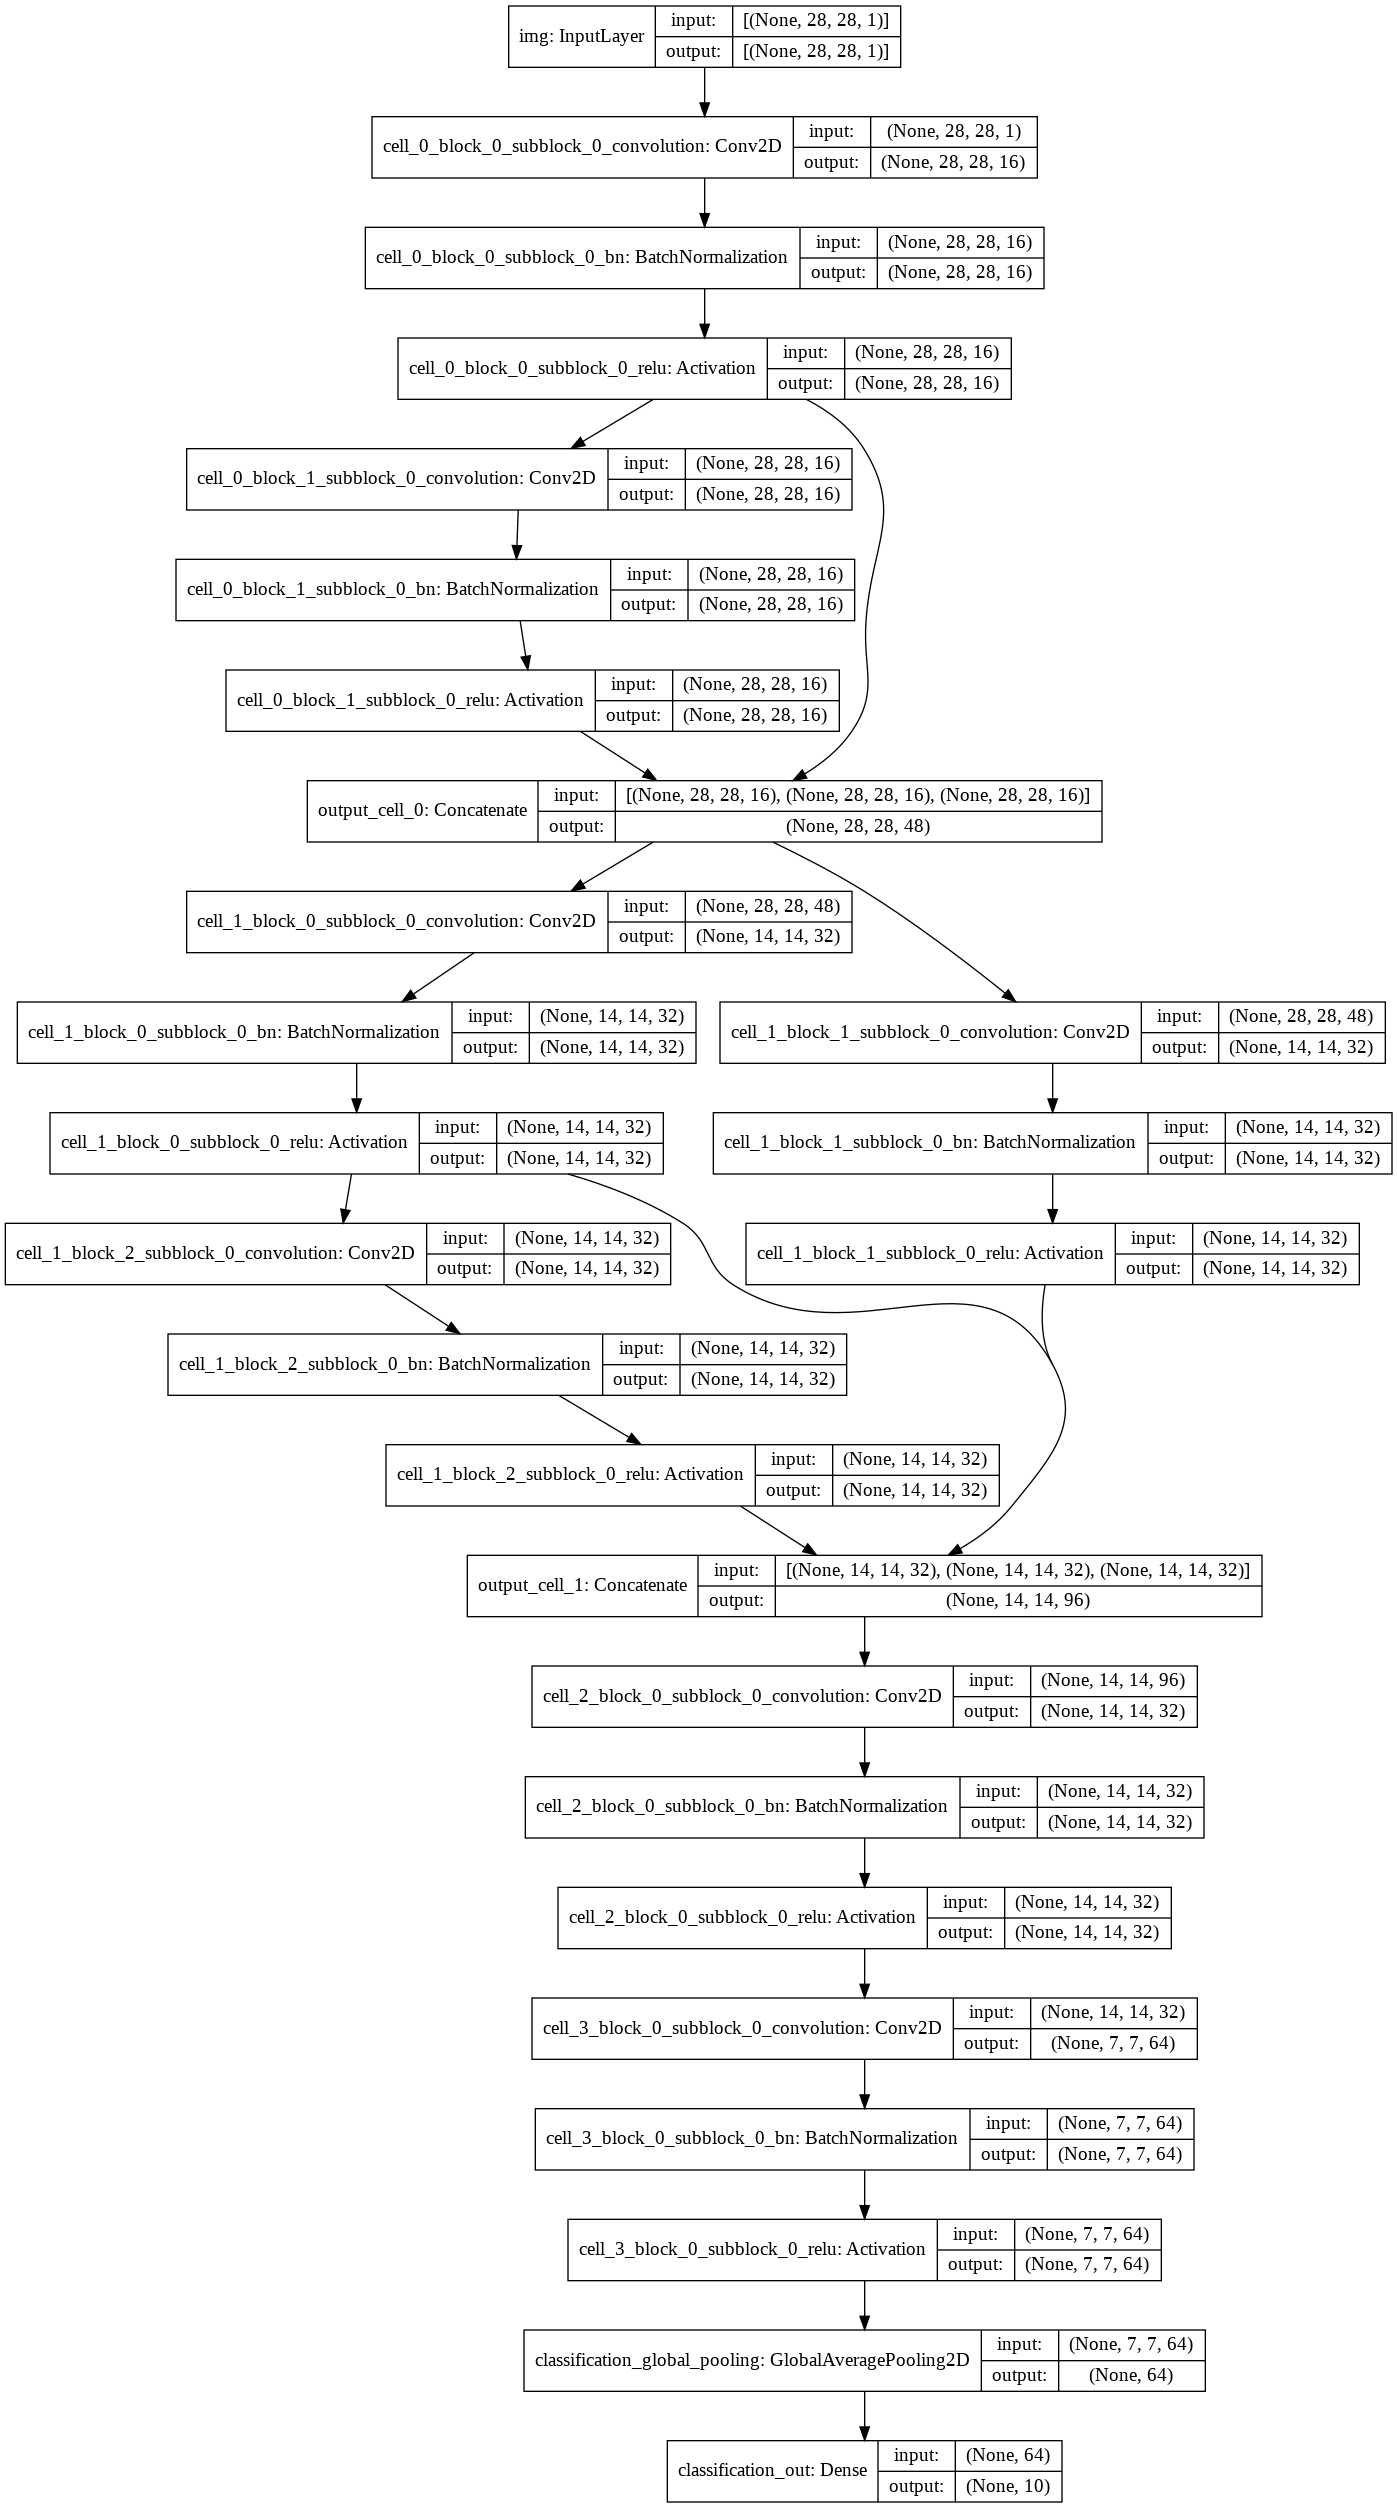 img: InputLayer
input:
[(None, 28, 28, 1)]
output:
[(None, 28, 28, 1)]
cell_0_block_0_subblock_0_convolution: Conv2D
input:
(None, 28, 28, 1)
output:
(None, 28, 28, 16)
cell_0_block_0_subblock_0_bn: BatchNormalization
input:
(None, 28, 28, 16)
output:
(None, 28, 28, 16)
cell_0_block_0_subblock_0_relu: Activation
input:
(None, 28, 28, 16)
output:
(None, 28, 28, 16)
cell_0_block_1_subblock_0_convolution: Conv2D
input:
(None, 28, 28, 16)
output:
(None, 28, 28, 16)
cell_0_block_1_subblock_0_bn: BatchNormalization
input:
(None, 28, 28, 16)
output:
(None, 28, 28, 16)
cell_0_block_1_subblock_0_relu: Activation
input:
(None, 28, 28, 16)
output:
(None, 28, 28, 16)
output_cell_0: Concatenate
input:
[(None, 28, 28, 16), (None, 28, 28, 16), (None, 28, 28, 16)]
output:
(None, 28, 28, 48)
cell_1_block_0_subblock_0_convolution: Conv2D
input:
(None, 28, 28, 48)
output:
(None, 14, 14, 32)
cell_1_block_0_subblock_0_bn: BatchNormalization
input:
(None, 14, 14, 32)
output:
(None, 14, 14, 32)
cell_1_block_1_subblock_0_convolution: Conv2D
input:
(None, 28, 28, 48)
output:
(None, 14, 14, 32)
cell_1_block_0_subblock_0_relu: Activation
input:
(None, 14, 14, 32)
output:
(None, 14, 14, 32)
cell_1_block_1_subblock_0_bn: BatchNormalization
input:
(None, 14, 14, 32)
output:
(None, 14, 14, 32)
cell_1_block_2_subblock_0_convolution: Conv2D
input:
(None, 14, 14, 32)
output:
(None, 14, 14, 32)
cell_1_block_1_subblock_0_relu: Activation
input:
(None, 14, 14, 32)
output:
(None, 14, 14, 32)
cell_1_block_2_subblock_0_bn: BatchNormalization
input:
(None, 14, 14, 32)
output:
(None, 14, 14, 32)
cell_1_block_2_subblock_0_relu: Activation
input:
(None, 14, 14, 32)
output:
(None, 14, 14, 32)
output_cell_1: Concatenate
input:
[(None, 14, 14, 32), (None, 14, 14, 32), (None, 14, 14, 32)]
output:
(None, 14, 14, 96)
cell_2_block_0_subblock_0_convolution: Conv2D
input:
(None, 14, 14, 96)
output:
(None, 14, 14, 32)
cell_2_block_0_subblock_0_bn: BatchNormalization
input:
(None, 14, 14, 32)
output:
(None, 14, 14, 32)
cell_2_block_0_subblock_0_relu: Activation
input:
(None, 14, 14, 32)
output:
(None, 14, 14, 32)
cell_3_block_0_subblock_0_convolution: Conv2D
input:
(None, 14, 14, 32)
output:
(None, 7, 7, 64)
cell_3_block_0_subblock_0_bn: BatchNormalization
input:
(None, 7, 7, 64)
output:
(None, 7, 7, 64)
cell_3_block_0_subblock_0_relu: Activation
input:
(None, 7, 7, 64)
output:
(None, 7, 7, 64)
classification_global_pooling: GlobalAveragePooling2D
input:
(None, 7, 7, 64)
output:
(None, 64)
classification_out: Dense
input:
(None, 64)
output:
(None, 10)